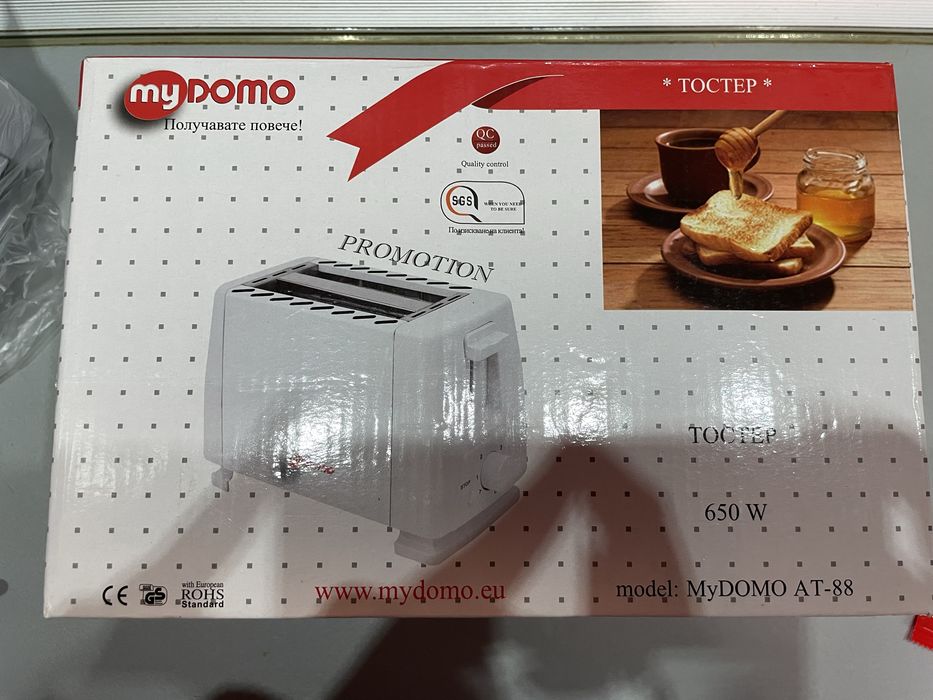 myDOMO
Получавате повече!
* ТОСТЕР *
QC
passed
Quality control
SGS
WHEN YOU NEED
TO BE SURE
Подпискване на клиента!
PROMOTION
ТОСТЕР
STOP
650 W
CE GS
with European
ROHS
Standard
www.mydomo.eu
model: MyDOMO AT-88